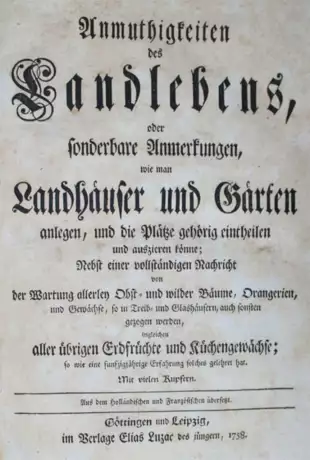 Anmuthigkeiten
des
Landlebens,
oder
sonderbare Anmerkungen,
wie man
Landhäuser und Gärten
anlegen, und die Plätze gehörig eintheilen
und auszieren könne;
Nebst einer vollständigen Nachricht
von
der Wartung allerley Obst- und wilder Bäume, Orangerien,
und Gewächse, so in Treib- und Glashäusern, auch sonsten
gezogen werden,
ingleichen
aller übrigen Erdfrüchte und Küchengewächse;
so wie eine funfzigjährige Erfahrung solches gelehret hat.
Mit vielen Kupfern.
Aus dem Holländischen und Französischen übersetzt.
Göttingen und Leipzig,
im Verlage Elias Luzac des jüngern, 1758.